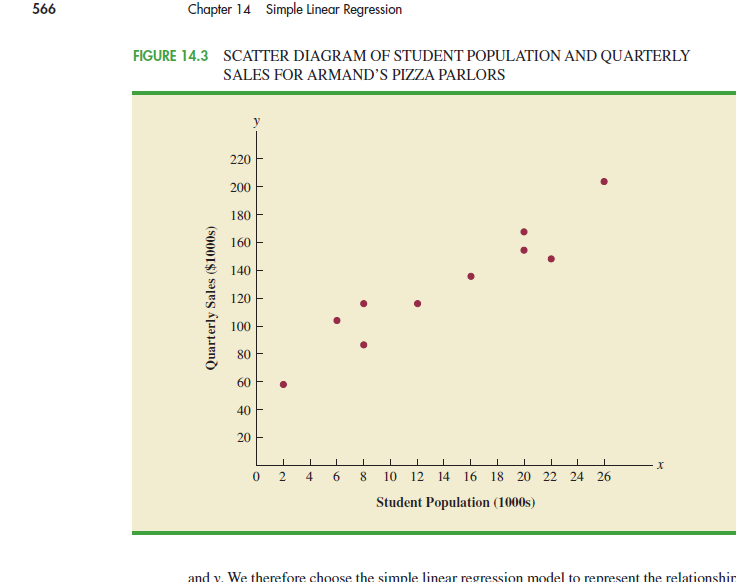 566 Chapter 14 Simple Linear Regression
FIGURE 14.3 SCATTER DIAGRAM OF STUDENT POPULATION AND QUARTERLY
SALES FOR ARMAND’S PIZZA PARLORS
y
220
200
180
160
140
120
100
80
60
40
20
Quarterly Sales ($1000s)
0 2 4 6 8 10 12 14 16 18 20 22 24 26
x
Student Population (1000s)
and y. We therefore choose the simple linear regression model to represent the relationship